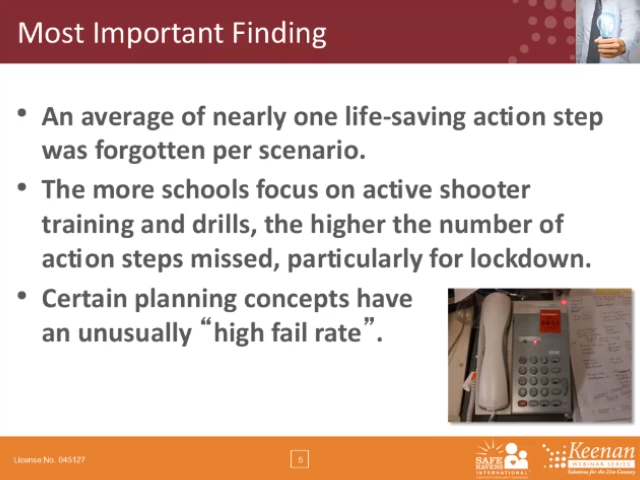 Most Important Finding
• An average of nearly one life-saving action step
was forgotten per scenario.
• The more schools focus on active shooter
training and drills, the higher the number of
action steps missed, particularly for lockdown.
• Certain planning concepts have
an unusually “high fail rate”.
License No. 045127
5
SAFE
HAVENS
INTERNATIONAL
Keenan
WEBINAR SERIES
Solutions for the 21st Century